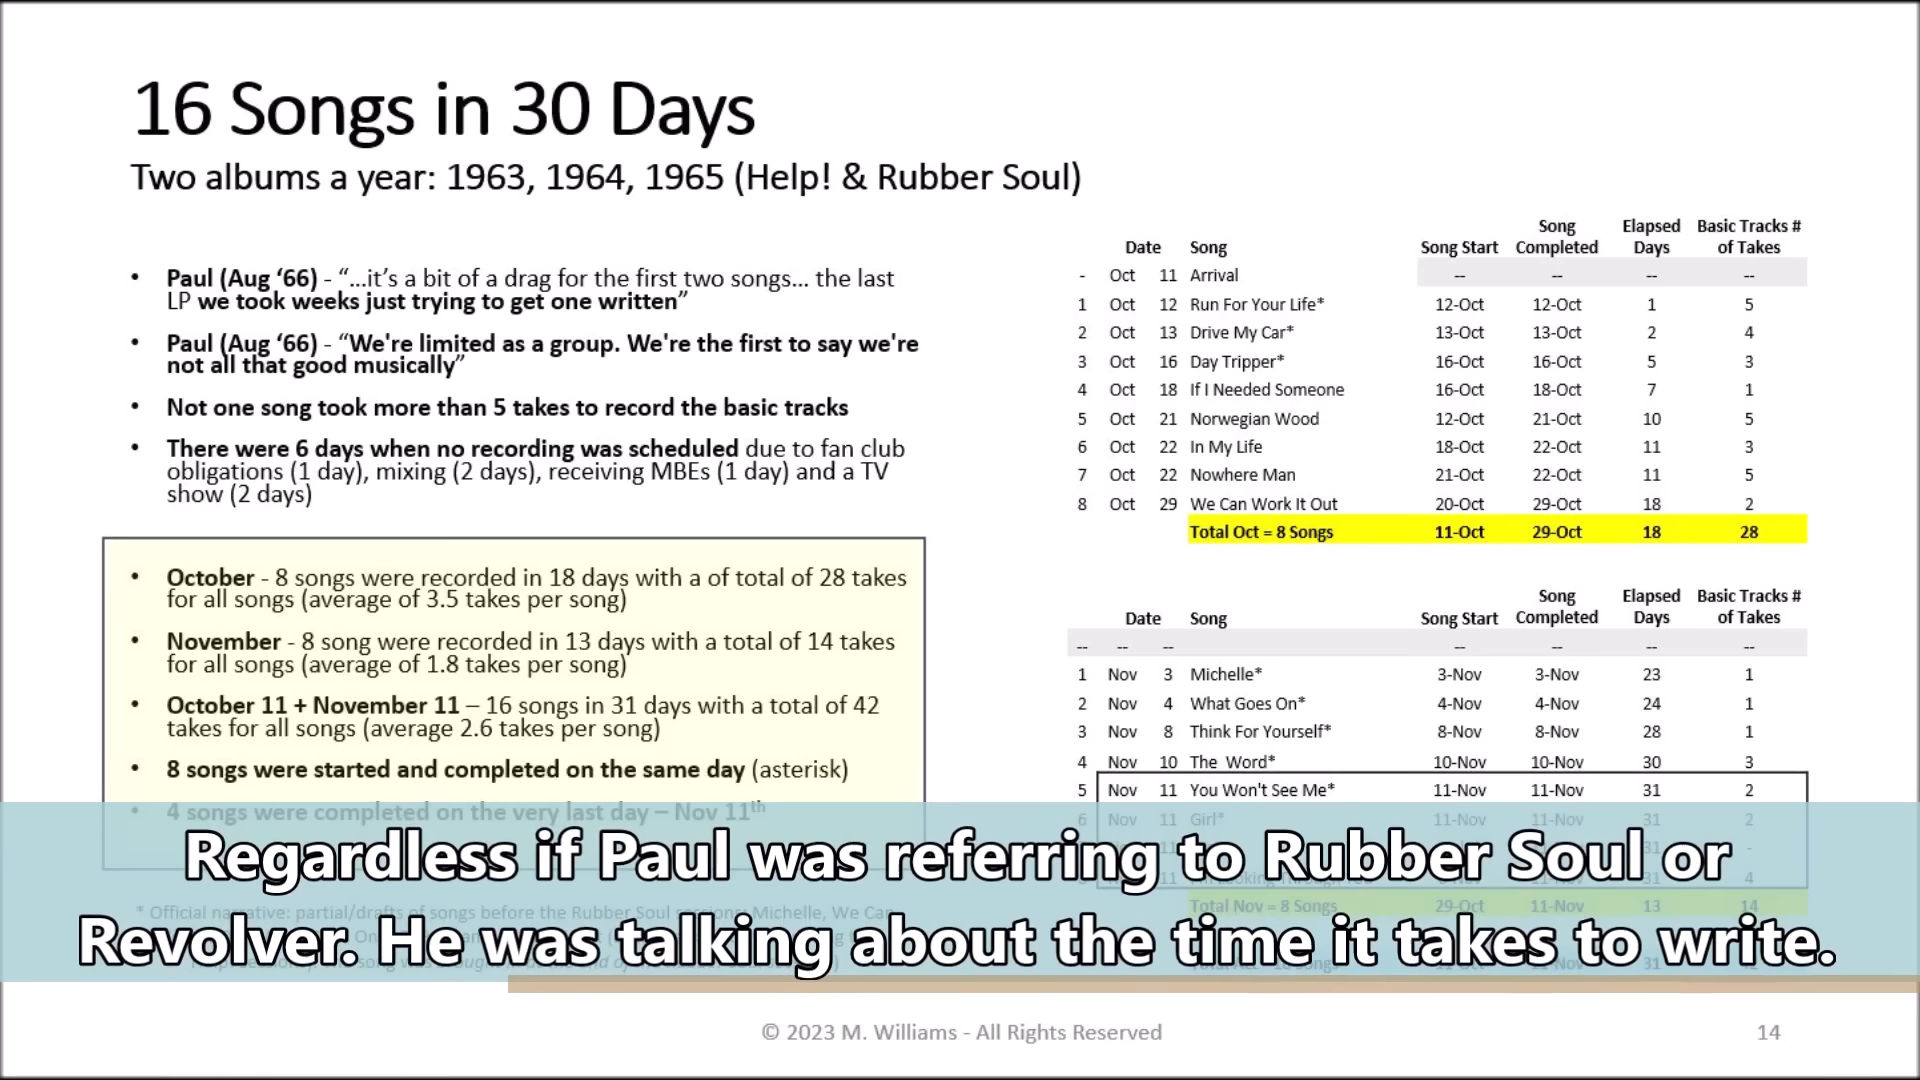 16 Songs in 30 Days
Two albums a year: 1963, 1964, 1965 (Help! & Rubber Soul)
• Paul (Aug ‘66) - “…it’s a bit of a drag for the first two songs… the last
LP we took weeks just trying to get one written”
• Paul (Aug ‘66) - “We're limited as a group. We're the first to say we're
not all that good musically”
• Not one song took more than 5 takes to record the basic tracks
• There were 6 days when no recording was scheduled due to fan club
obligations (1 day), mixing (2 days), receiving MBEs (1 day) and a TV
show (2 days)
• October - 8 songs were recorded in 18 days with a of total of 28 takes
for all songs (average of 3.5 takes per song)
• November - 8 song were recorded in 13 days with a total of 14 takes
for all songs (average of 1.8 takes per song)
• October 11 + November 11 – 16 songs in 31 days with a total of 42
takes for all songs (average 2.6 takes per song)
• 8 songs were started and completed on the same day (asterisk)
• 4 songs were completed on the very last day – Nov 11th
* Official narrative: partial/drafts of songs before the Rubber Soul sessions: Michelle, We Can
Date Song Song Start Song Completed Elapsed Days Basic Tracks # of Takes
- Oct 11 Arrival -- -- -- --
1 Oct 12 Run For Your Life* 12-Oct 12-Oct 1 5
2 Oct 13 Drive My Car* 13-Oct 13-Oct 2 4
3 Oct 16 Day Tripper* 16-Oct 16-Oct 5 3
4 Oct 18 If I Needed Someone 16-Oct 18-Oct 7 1
5 Oct 21 Norwegian Wood 12-Oct 21-Oct 10 5
6 Oct 22 In My Life 18-Oct 22-Oct 11 3
7 Oct 22 Nowhere Man 21-Oct 22-Oct 11 5
8 Oct 29 We Can Work It Out 20-Oct 29-Oct 18 2
Total Oct = 8 Songs 11-Oct 29-Oct 18 28
Date Song Song Start Song Completed Elapsed Days Basic Tracks # of Takes
-- -- -- -- -- -- --
1 Nov 3 Michelle* 3-Nov 3-Nov 23 1
2 Nov 4 What Goes On* 4-Nov 4-Nov 24 1
3 Nov 8 Think For Yourself* 8-Nov 8-Nov 28 1
4 Nov 10 The Word* 10-Nov 10-Nov 30 3
5 Nov 11 You Won't See Me* 11-Nov 11-Nov 31 2
6 Nov 11 Girl* 11-Nov 11-Nov 31 2
Total Nov = 8 Songs 29-Oct 11-Nov 13 14
Regardless if Paul was referring to Rubber Soul or
Revolver. He was talking about the time it takes to write.
© 2023 M. Williams - All Rights Reserved
14